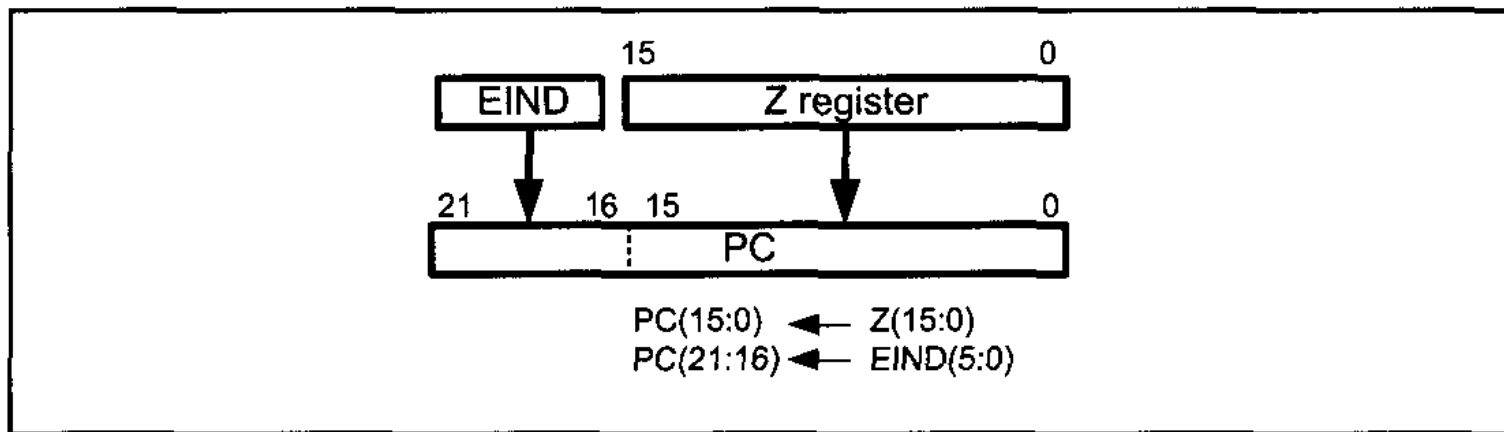 15 0
EIND Z register
21 16 15 0
PC
PC(15:0) ← Z(15:0)
PC(21:16) ← EIND(5:0)